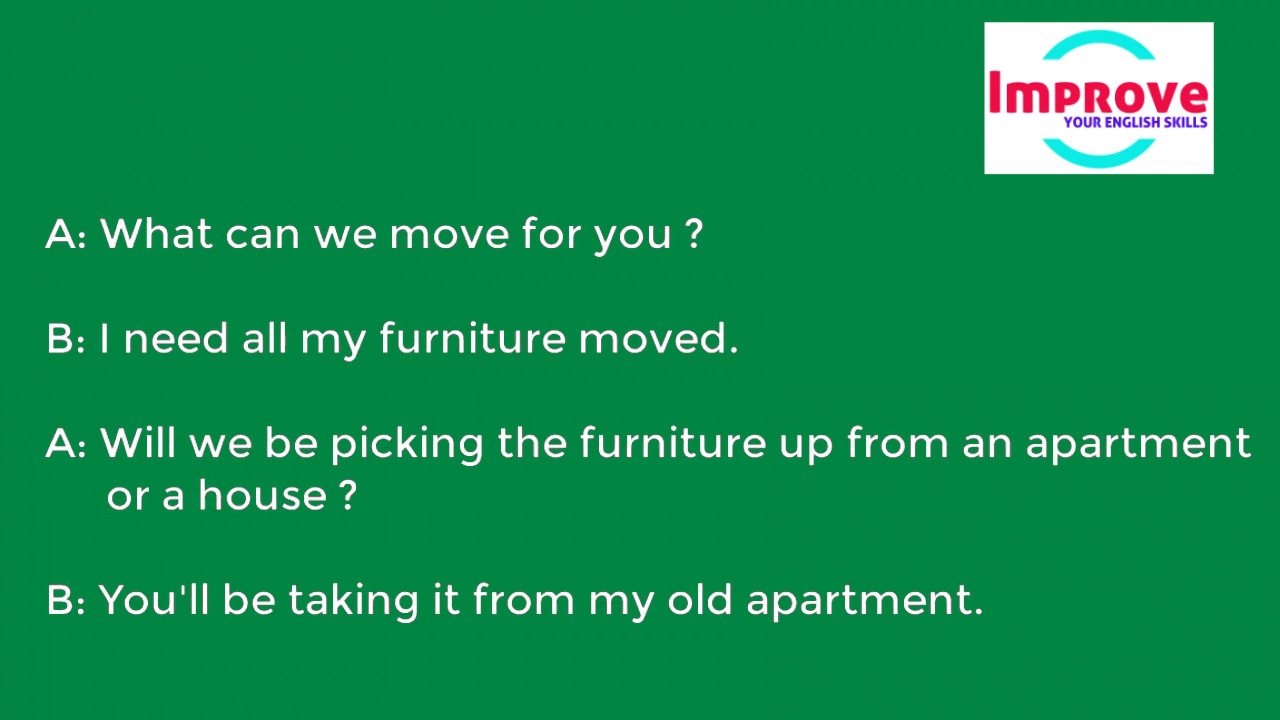 Improve
YOUR ENGLISH SKILLS
A: What can we move for you ?
B: I need all my furniture moved.
A: Will we be picking the furniture up from an apartment
or a house ?
B: You'll be taking it from my old apartment.